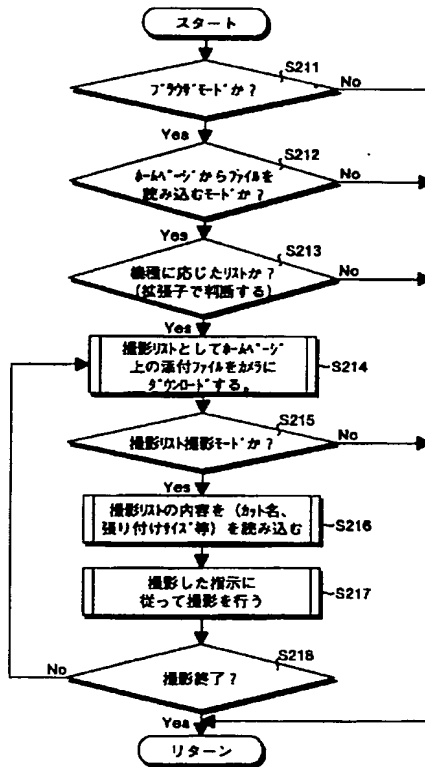 スタート
S211
ﾌﾞﾗｳｻﾞﾓｰﾄﾞか？
No
Yes
S212
ﾎｰﾑﾍﾟｰｼﾞからﾌｧｲﾙを
読み込むﾓｰﾄﾞか？
No
Yes
S213
機種に応じたﾘｽﾄか？
(拡張子で判断する)
No
Yes
撮影ﾘｽﾄとしてﾎｰﾑﾍﾟｰｼﾞ
上の添付ﾌｧｲﾙをｶﾒﾗに
ﾀﾞｳﾝﾛｰﾄﾞする。
S214
S215
撮影ﾘｽﾄ撮影ﾓｰﾄﾞか？
No
Yes
撮影ﾘｽﾄの内容を（ｶｯﾄ名、
張り付けｻｲｽﾞ等）を読み込む
S216
撮影した指示に
従って撮影を行う
S217
S218
No
撮影終了？
Yes
リターン